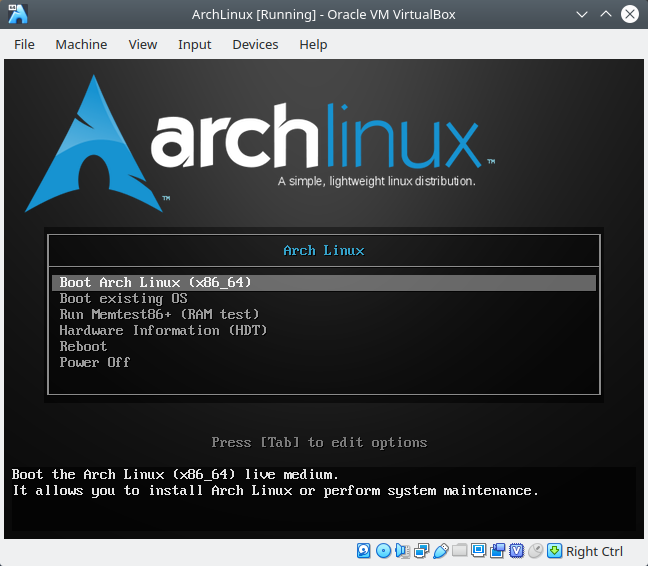 ArchLinux [Running] - Oracle VM VirtualBox
File Machine View Input Devices Help
archlinux™
A simple, lightweight linux distribution.
™
Arch Linux
Boot Arch Linux (x86_64)
Boot existing OS
Run Memtest86+ (RAM test)
Hardware Information (HDT)
Reboot
Power Off
Press [Tab] to edit options
Boot the Arch Linux (x86_64) live medium.
It allows you to install Arch Linux or perform system maintenance.
Right Ctrl